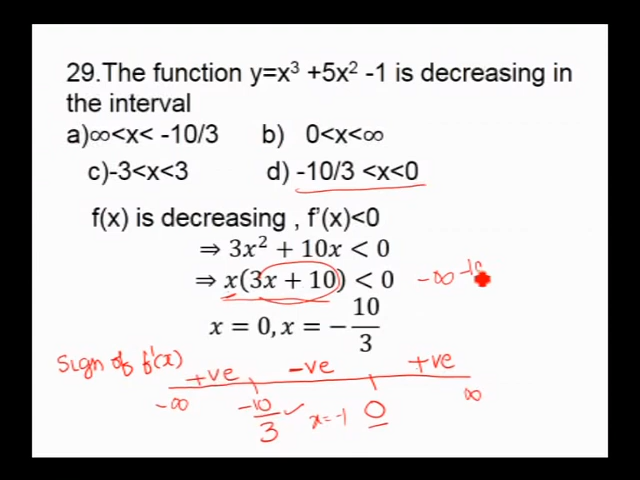 29.The function y=x³ +5x² -1 is decreasing in
the interval
a)∞<x< -10/3 b) 0<x<∞
c)-3<x<3 d) -10/3 <x<0
f(x) is decreasing , f'(x)<0
⇒ 3x² + 10x < 0
⇒ x(3x + 10) < 0 -∞ -10
x = 0, x = -10/3
Sign of f'(x) +ve -ve +ve
-∞ -10/3 ✓ x=-1 0 ∞